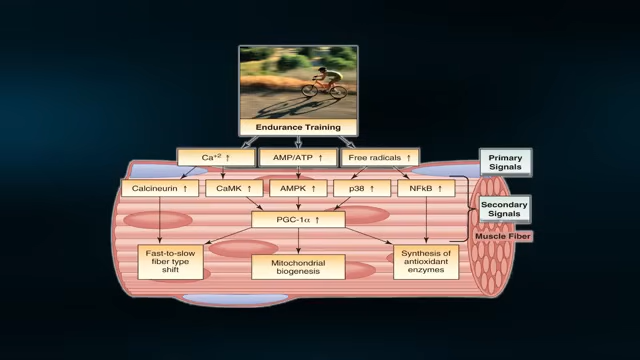 Endurance Training
Ca+2 ↑
AMP/ATP ↑
Free radicals ↑
Primary
Signals
Calcineurin ↑
CaMK ↑
AMPK ↑
p38 ↑
NFkB ↑
Secondary
Signals
PGC-1α ↑
Muscle Fiber
Fast-to-slow
fiber type
shift
Mitochondrial
biogenesis
Synthesis of
antioxidant
enzymes